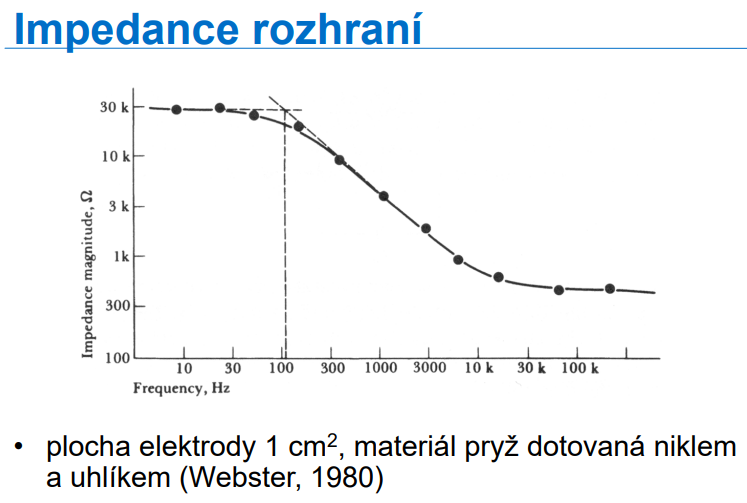 Impedance rozhraní
30 k
10 k
3 k
1k
300
100
Impedance magnitude, Ω
10 30 100 300 1000 3000 10 k 30 k 100 k
Frequency, Hz
• plocha elektrody 1 cm², materiál pryž dotovaná niklem
a uhlíkem (Webster, 1980)